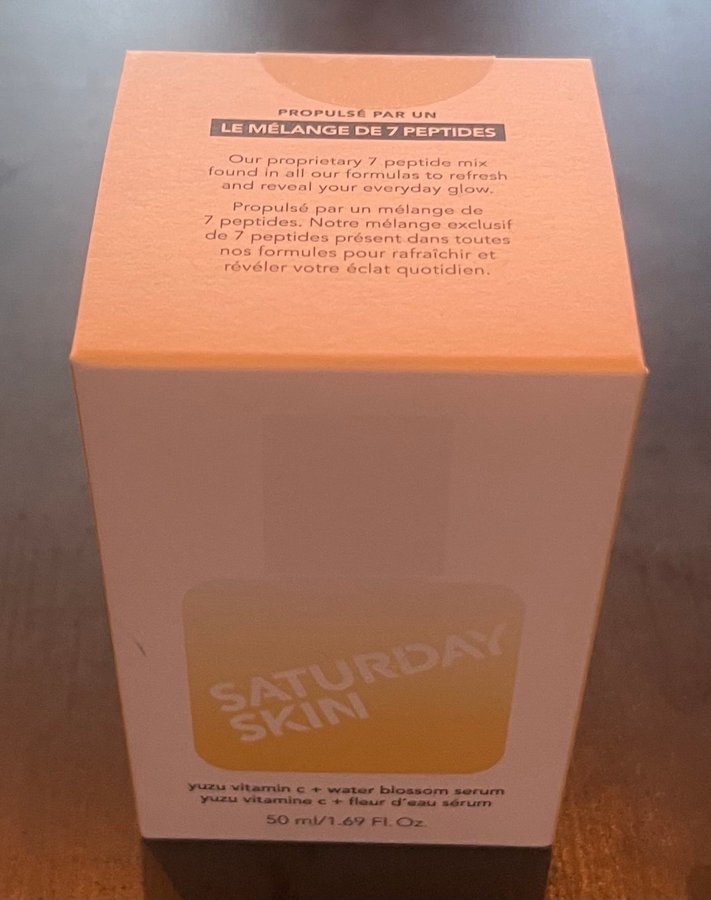 PROPULSÉ PAR UN
LE MÉLANGE DE 7 PEPTIDES
Our proprietary 7 peptide mix
found in all our formulas to refresh
and reveal your everyday glow.
Propulsé par un mélange de
7 peptides. Notre mélange exclusif
de 7 peptides présent dans toutes
nos formules pour rafraîchir et
révéler votre éclat quotidien.
SATURDAY
SKIN
yuzu vitamin c + water blossom serum
yuzu vitamine c + fleur d'eau sérum
50 ml/1.69 Fl. Oz.